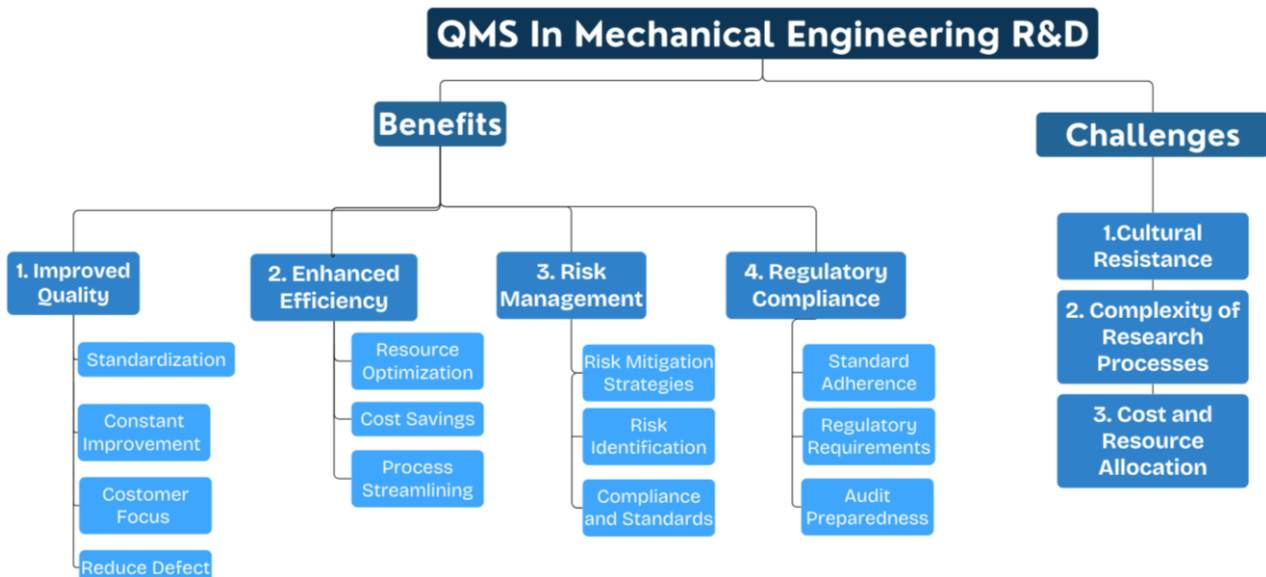 QMS In Mechanical Engineering R&D
Benefits
Challenges
1. Improved
Quality
Standardization
Constant
Improvement
Costomer
Focus
Reduce Defect
2. Enhanced
Efficiency
Resource
Optimization
Cost Savings
Process
Streamlining
3. Risk
Management
Risk Mitigation
Strategies
Risk
Identification
Compliance
and Standards
4. Regulatory
Compliance
Standard
Adherence
Regulatory
Requirements
Audit
Preparedness
1.Cultural
Resistance
2. Complexity of
Research
Processes
3. Cost and
Resource
Allocation